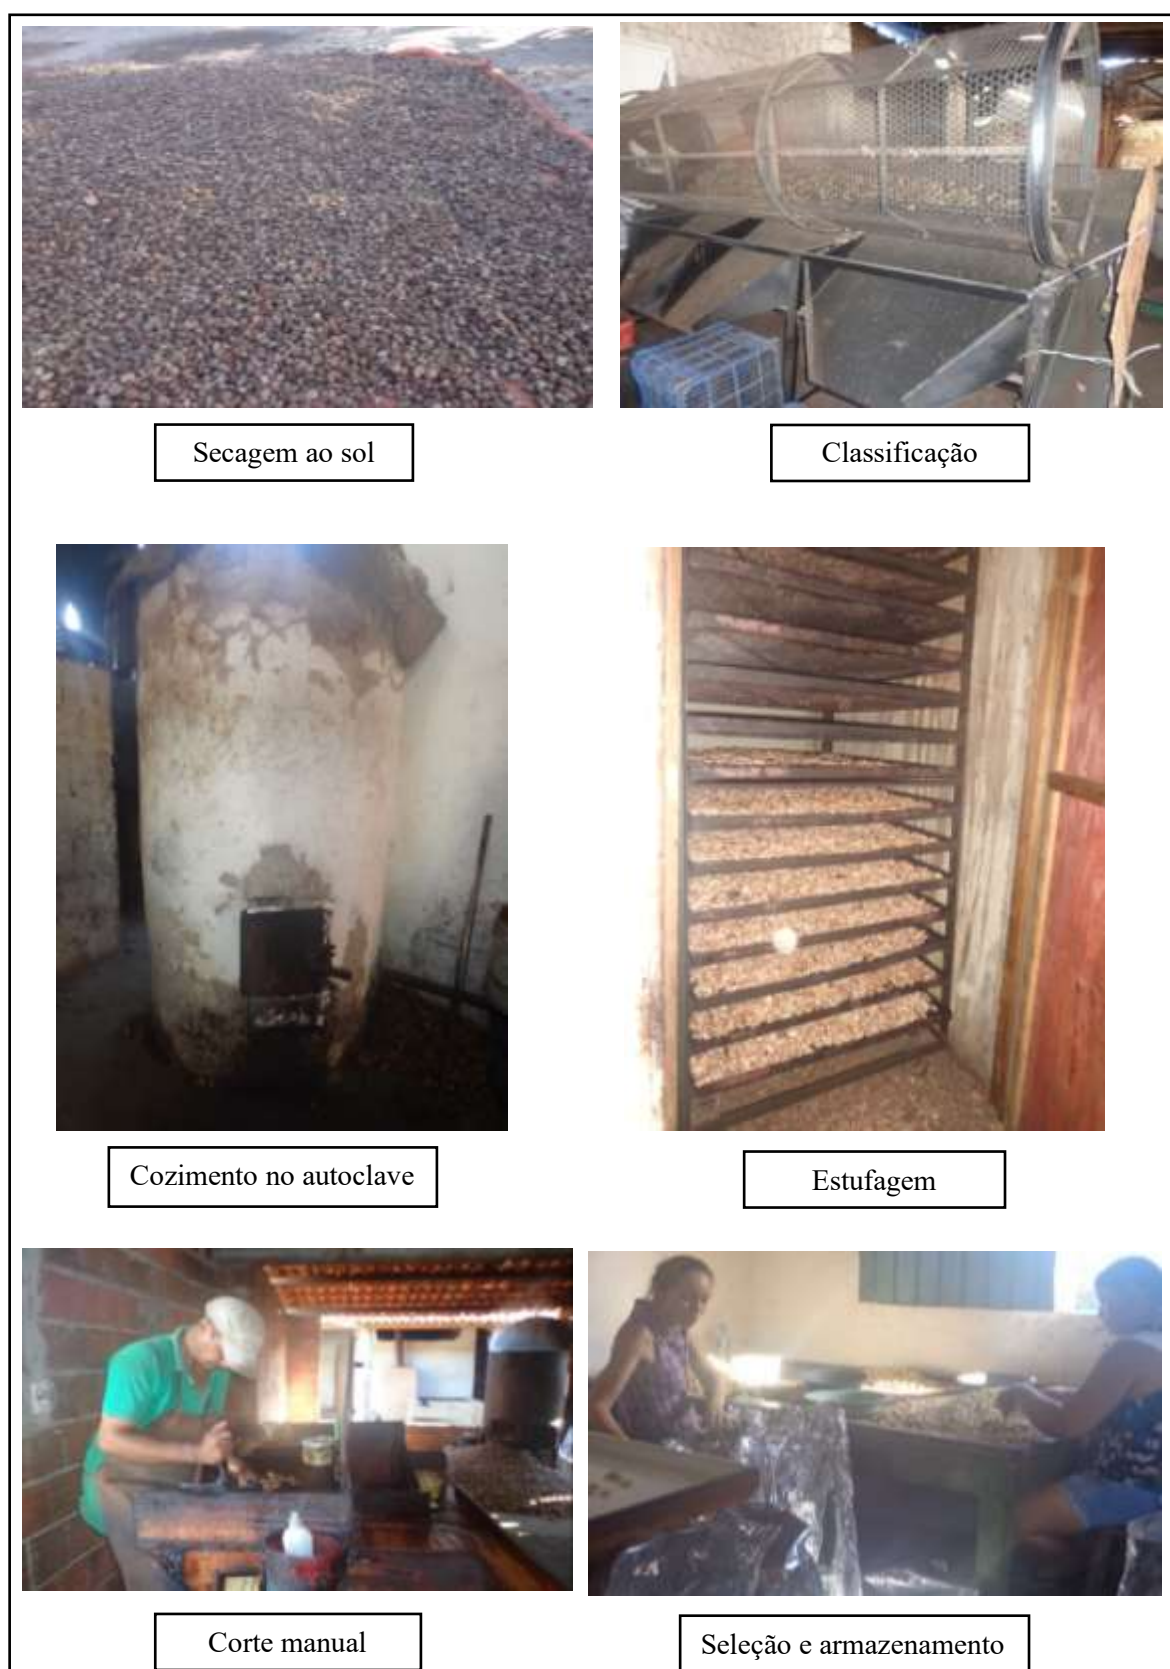 Secagem ao sol
Classificação
Cozimento no autoclave
Estufagem
Corte manual
Seleção e armazenamento